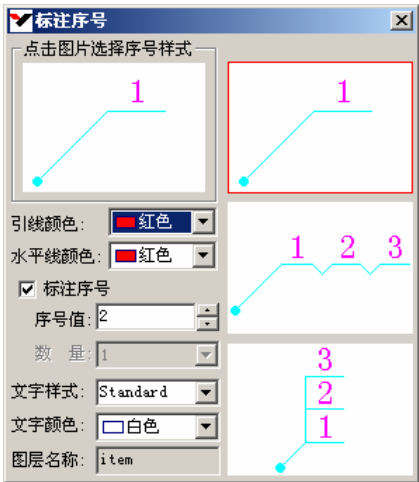 标注序号
点击图片选择序号样式
1
引线颜色: 红色
水平线颜色: 红色
标注序号
序号值: 2
数 量: 1
文字样式: Standard
文字颜色: 白色
图层名称: item
1
1 2 3
3
2
1